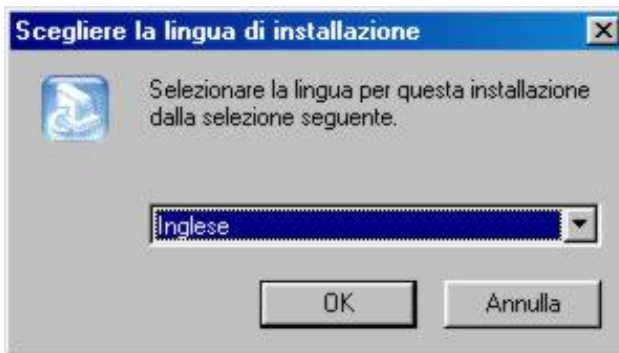 Scegliere la lingua di installazione
Selezionare la lingua per questa installazione
dalla selezione seguente.
Inglese
OK
Annulla